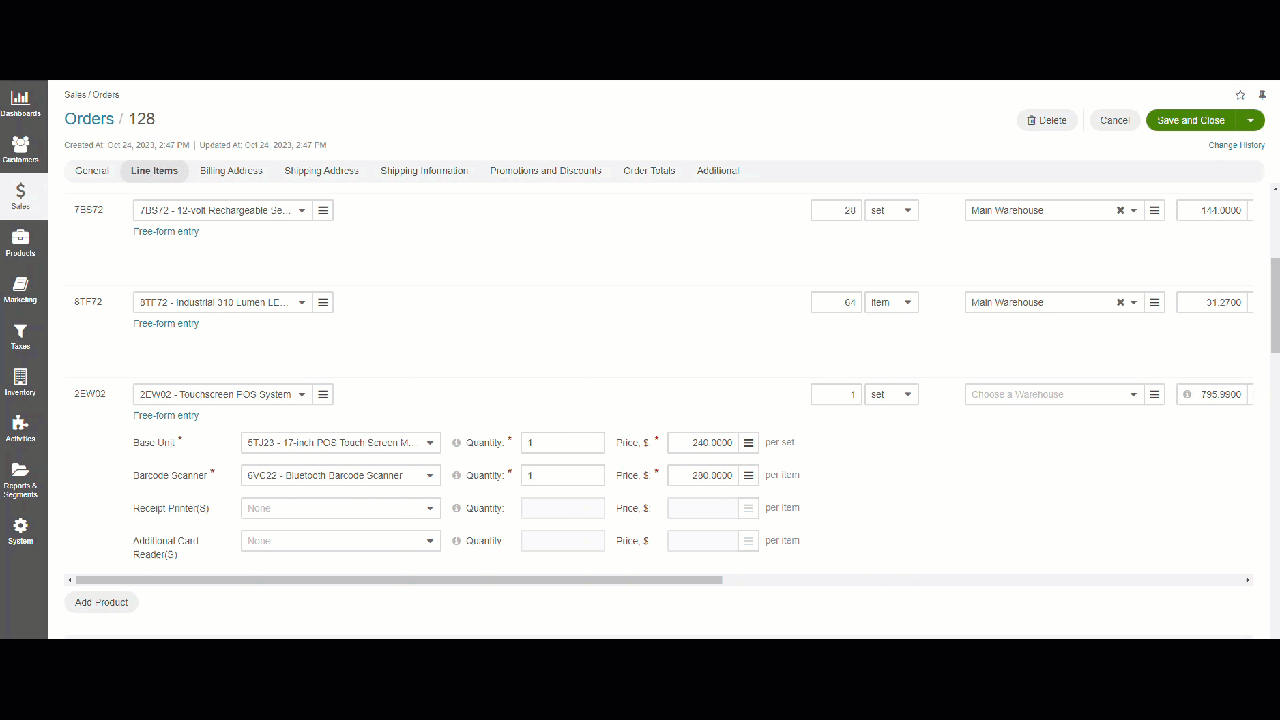 Sales / Orders
Orders / 128
Delete
Cancel
Save and Close
Created At: Oct 24, 2023, 2:47 PM | Updated At: Oct 24, 2023, 2:47 PM
Change History
General
Line Items
Billing Address
Shipping Address
Shipping Information
Promotions and Discounts
Order Totals
Additional
Dashboards
Customers
Sales
Products
Marketing
Taxes
Inventory
Activities
Reports &
Segments
System
7BS72 7BS72 - 12-volt Rechargeable Se... 28 set Main Warehouse 144.0000
Free-form entry
8TF72 8TF72 - Industrial 310 Lumen LE... 64 item Main Warehouse 31.2700
Free-form entry
2EW02 2EW02 - Touchscreen POS System 1 set Choose a Warehouse 795.9900
Free-form entry
Base Unit * 5TJ23 - 17-inch POS Touch Screen M... Quantity: * 1 Price, $: * 240.0000 per set
Barcode Scanner * 6VC22 - Bluetooth Barcode Scanner Quantity: * 1 Price, $: * 280.0000 per item
Receipt Printer(S) None Quantity: Price, $: per item
Additional Card None Quantity: Price, $: per item
Reader(S)
Add Product